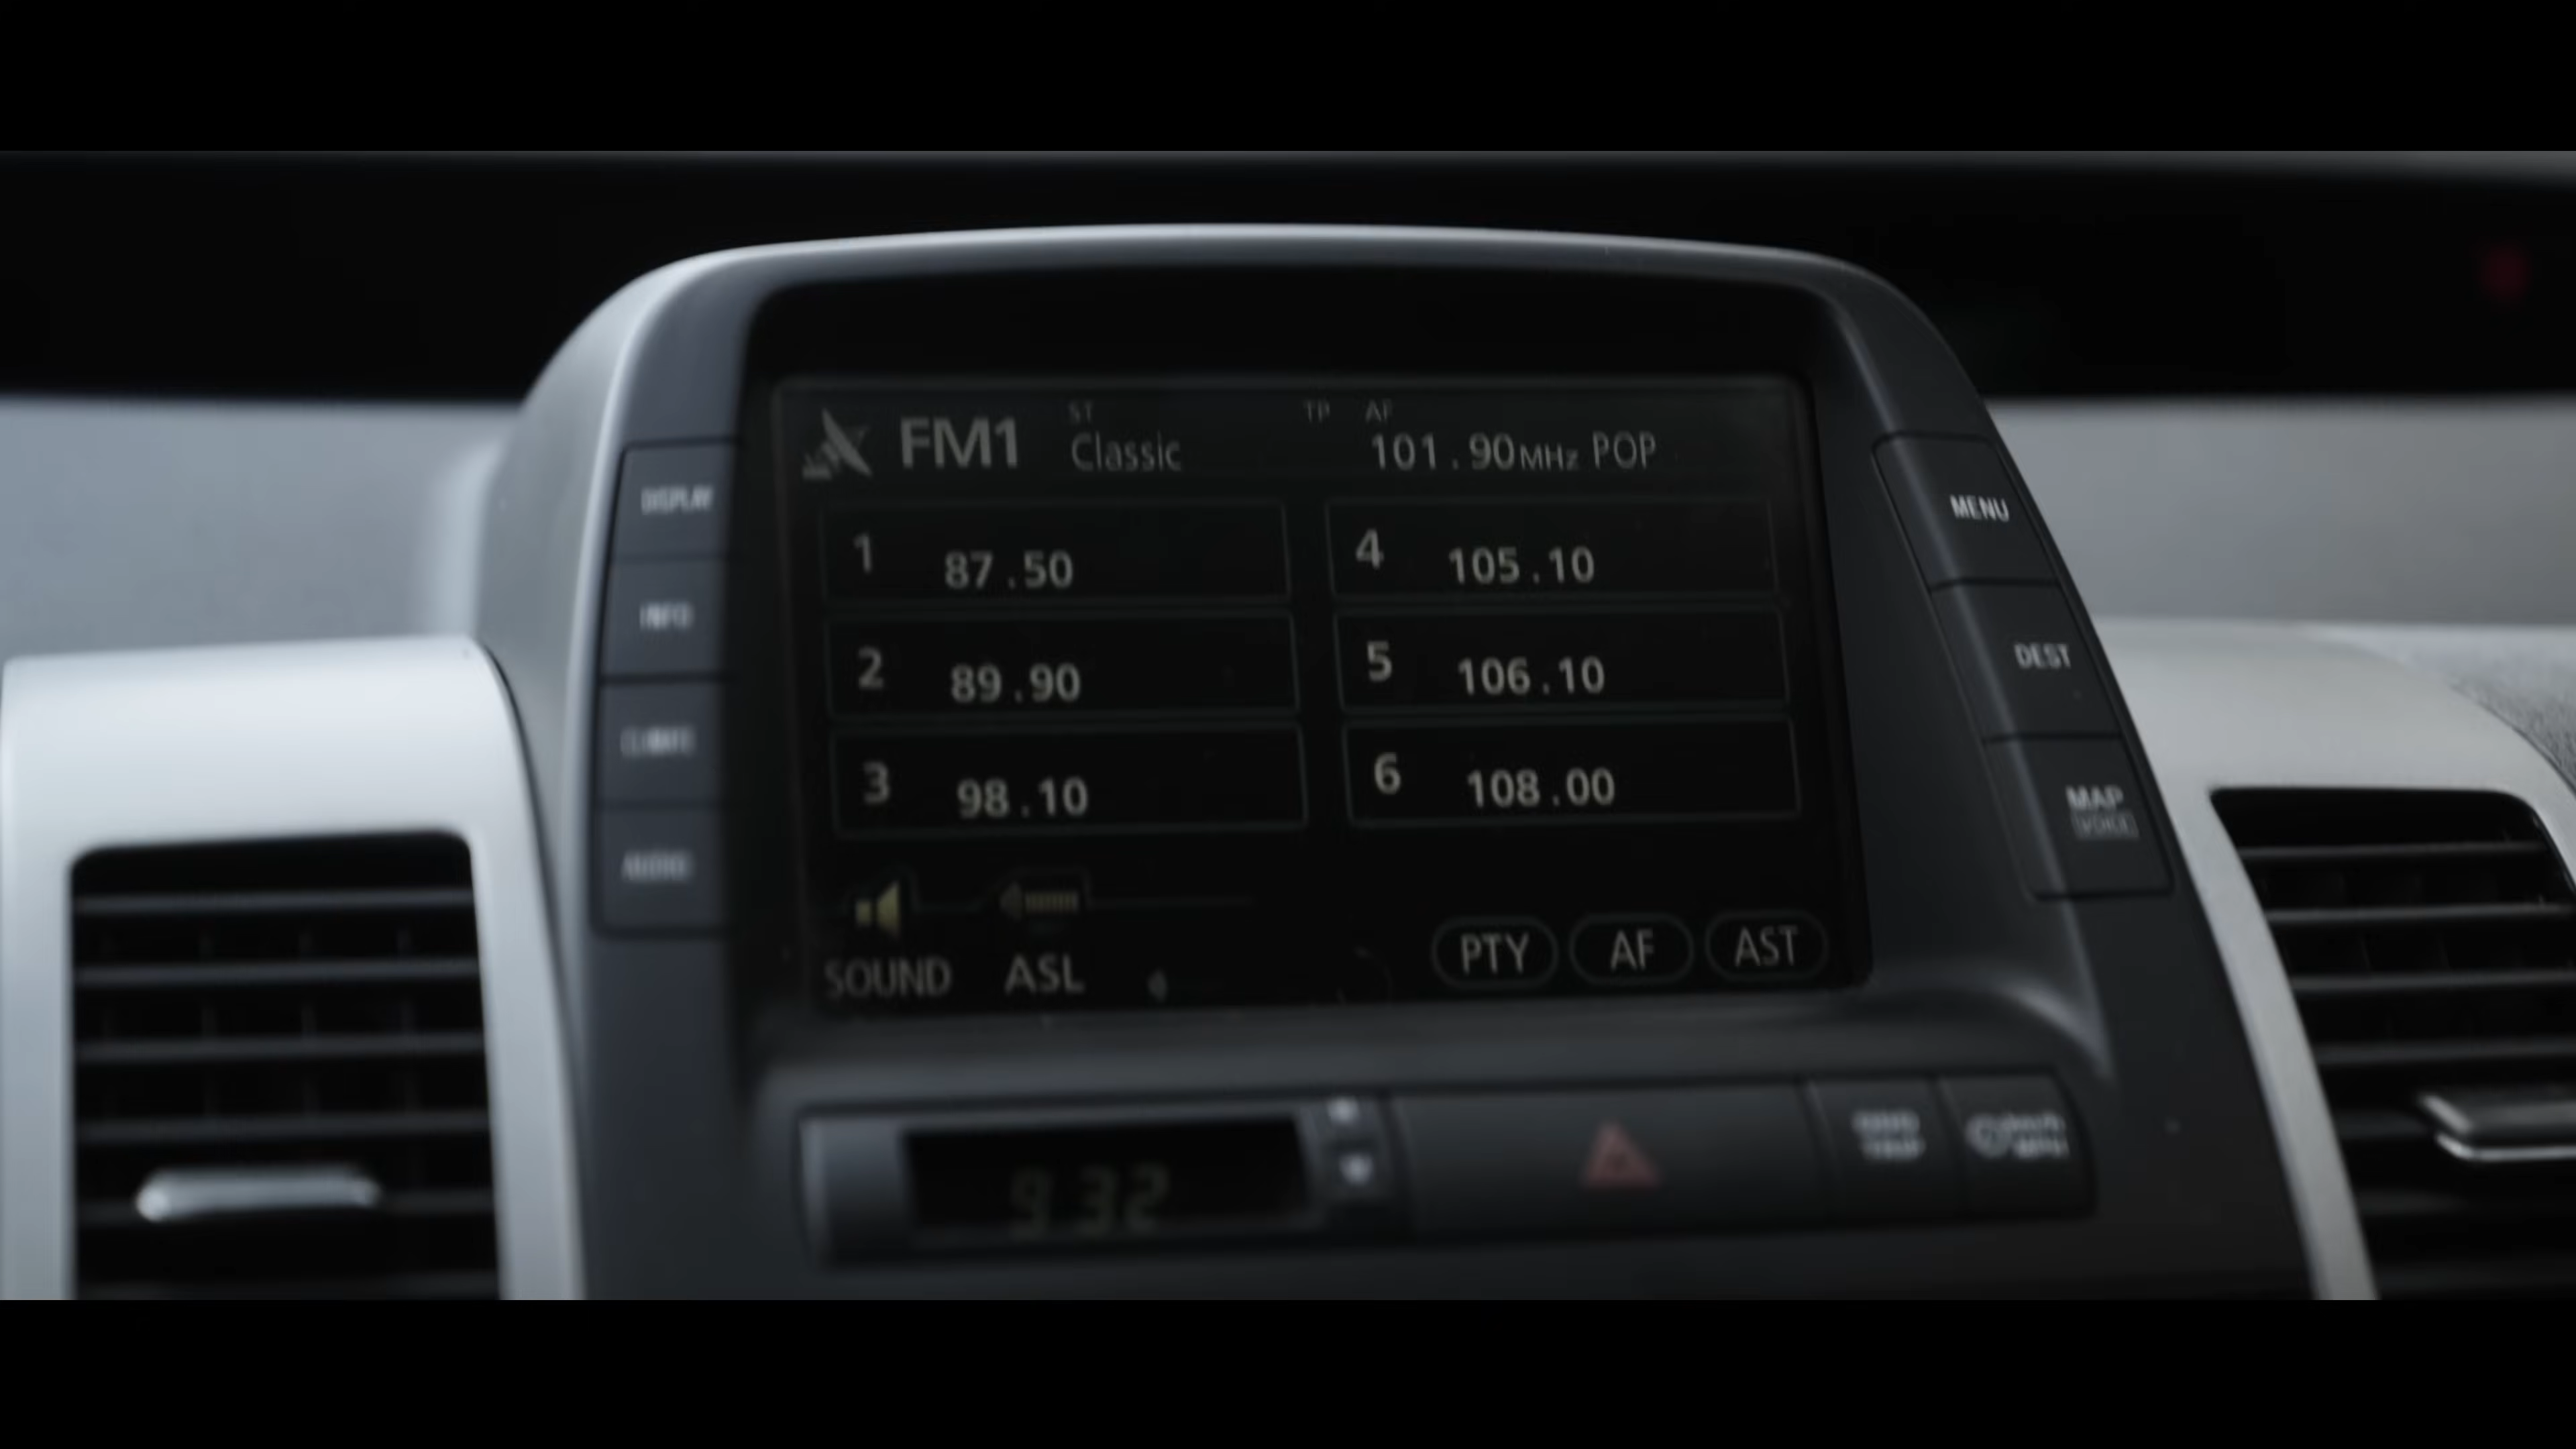 ST TP AF
FM1 Classic 101.90MHz POP
DISPLAY
MENU
1 87.50
4 105.10
INFO
DEST
2 89.90
5 106.10
CLIMATE
3 98.10
6 108.00
MAP
VOICE
AUDIO
SOUND ASL
PTY AF AST
9 32